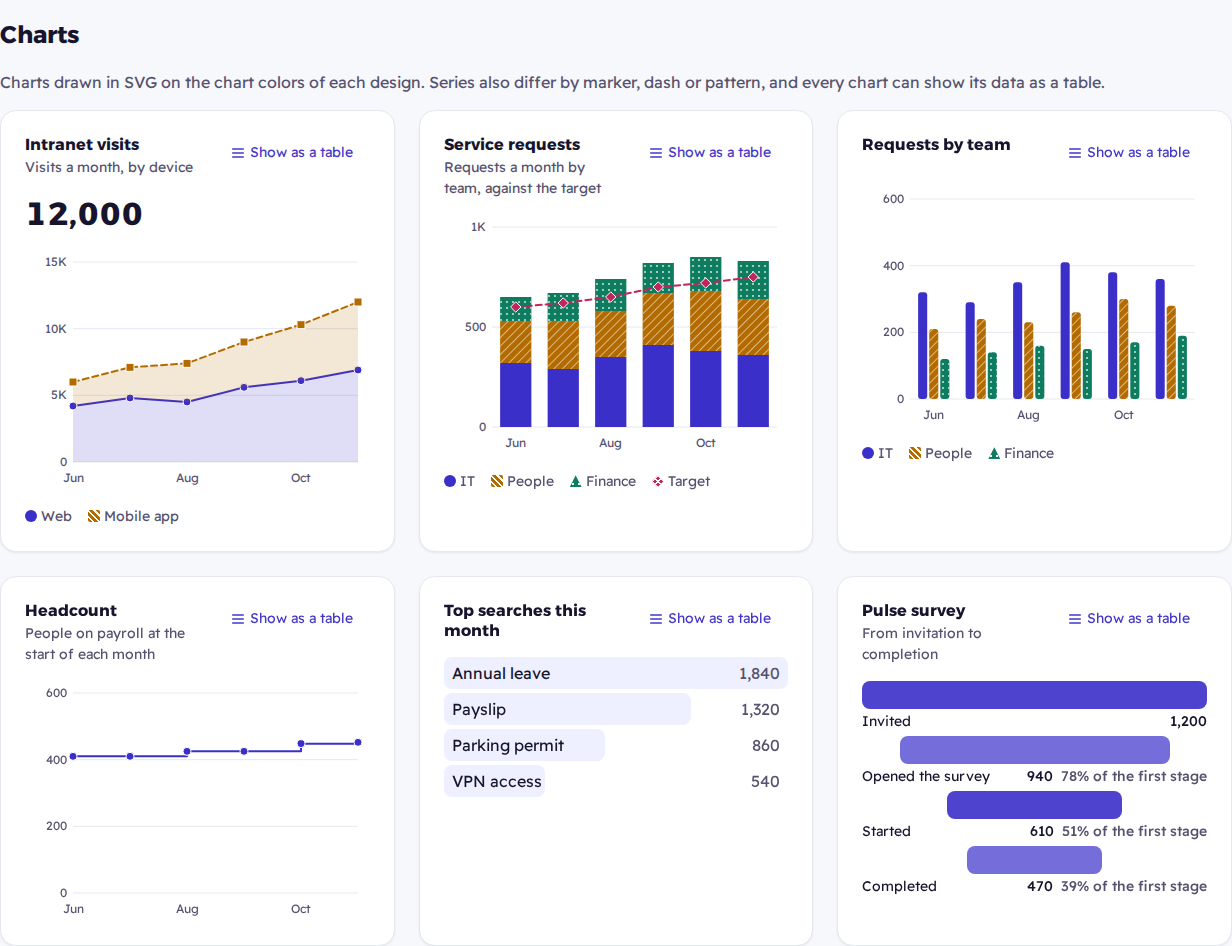 Charts
Charts drawn in SVG on the chart colors of each design. Series also differ by marker, dash or pattern, and every chart can show its data as a table.
Intranet visits
Show as a table
Visits a month, by device
12,000
15K
10K
5K
0
Jun Aug Oct
Web Mobile app
Service requests
Show as a table
Requests a month by
team, against the target
1K
500
0
Jun Aug Oct
IT People Finance Target
Requests by team
Show as a table
600
400
200
0
Jun Aug Oct
IT People Finance
Headcount
Show as a table
People on payroll at the
start of each month
600
400
200
0
Jun Aug Oct
Top searches this
month
Show as a table
Annual leave 1,840
Payslip 1,320
Parking permit 860
VPN access 540
Pulse survey
Show as a table
From invitation to
completion
Invited 1,200
Opened the survey 940 78% of the first stage
Started 610 51% of the first stage
Completed 470 39% of the first stage